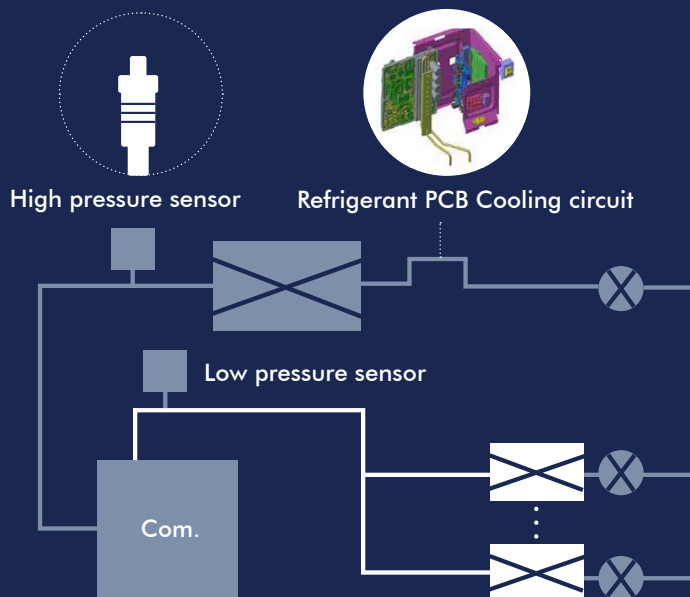 High pressure sensor
Refrigerant PCB Cooling circuit
Low pressure sensor
Com.